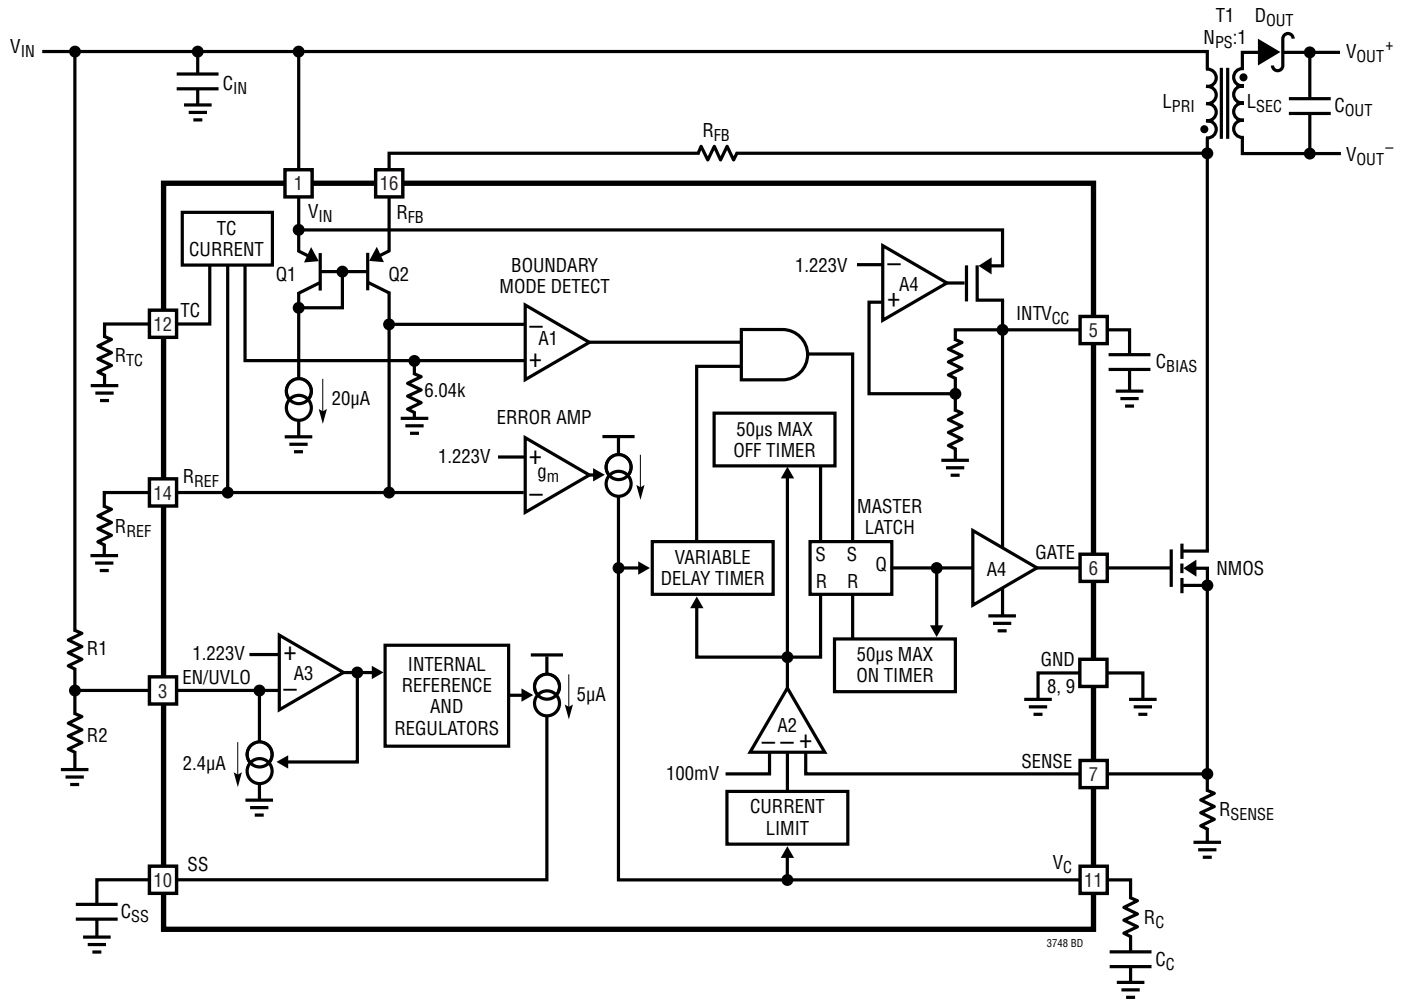 T1
DOUT
NPS:1
VIN
VOUT+
CIN
LPRI
LSEC
COUT
RFB
VOUT–
1
16
VIN
RFB
TC
CURRENT
Q1
Q2
BOUNDARY
MODE DETECT
1.223V
–
A4
+
TC
12
INTVCC
5
–
A1
+
RTC
20µA
6.04k
CBIAS
ERROR AMP
50µs MAX
OFF TIMER
1.223V
+
gm
–
RREF
14
MASTER
LATCH
RREF
VARIABLE
DELAY TIMER
S
S
Q
R
R
A4
GATE
6
NMOS
R1
1.223V
+
A3
–
INTERNAL
REFERENCE
AND
REGULATORS
50µs MAX
ON TIMER
GND
8, 9
3
EN/UVLO
5µA
R2
A2
– – +
2.4µA
100mV
SENSE
7
CURRENT
LIMIT
RSENSE
SS
10
VC
11
CSS
RC
3748 BD
CC